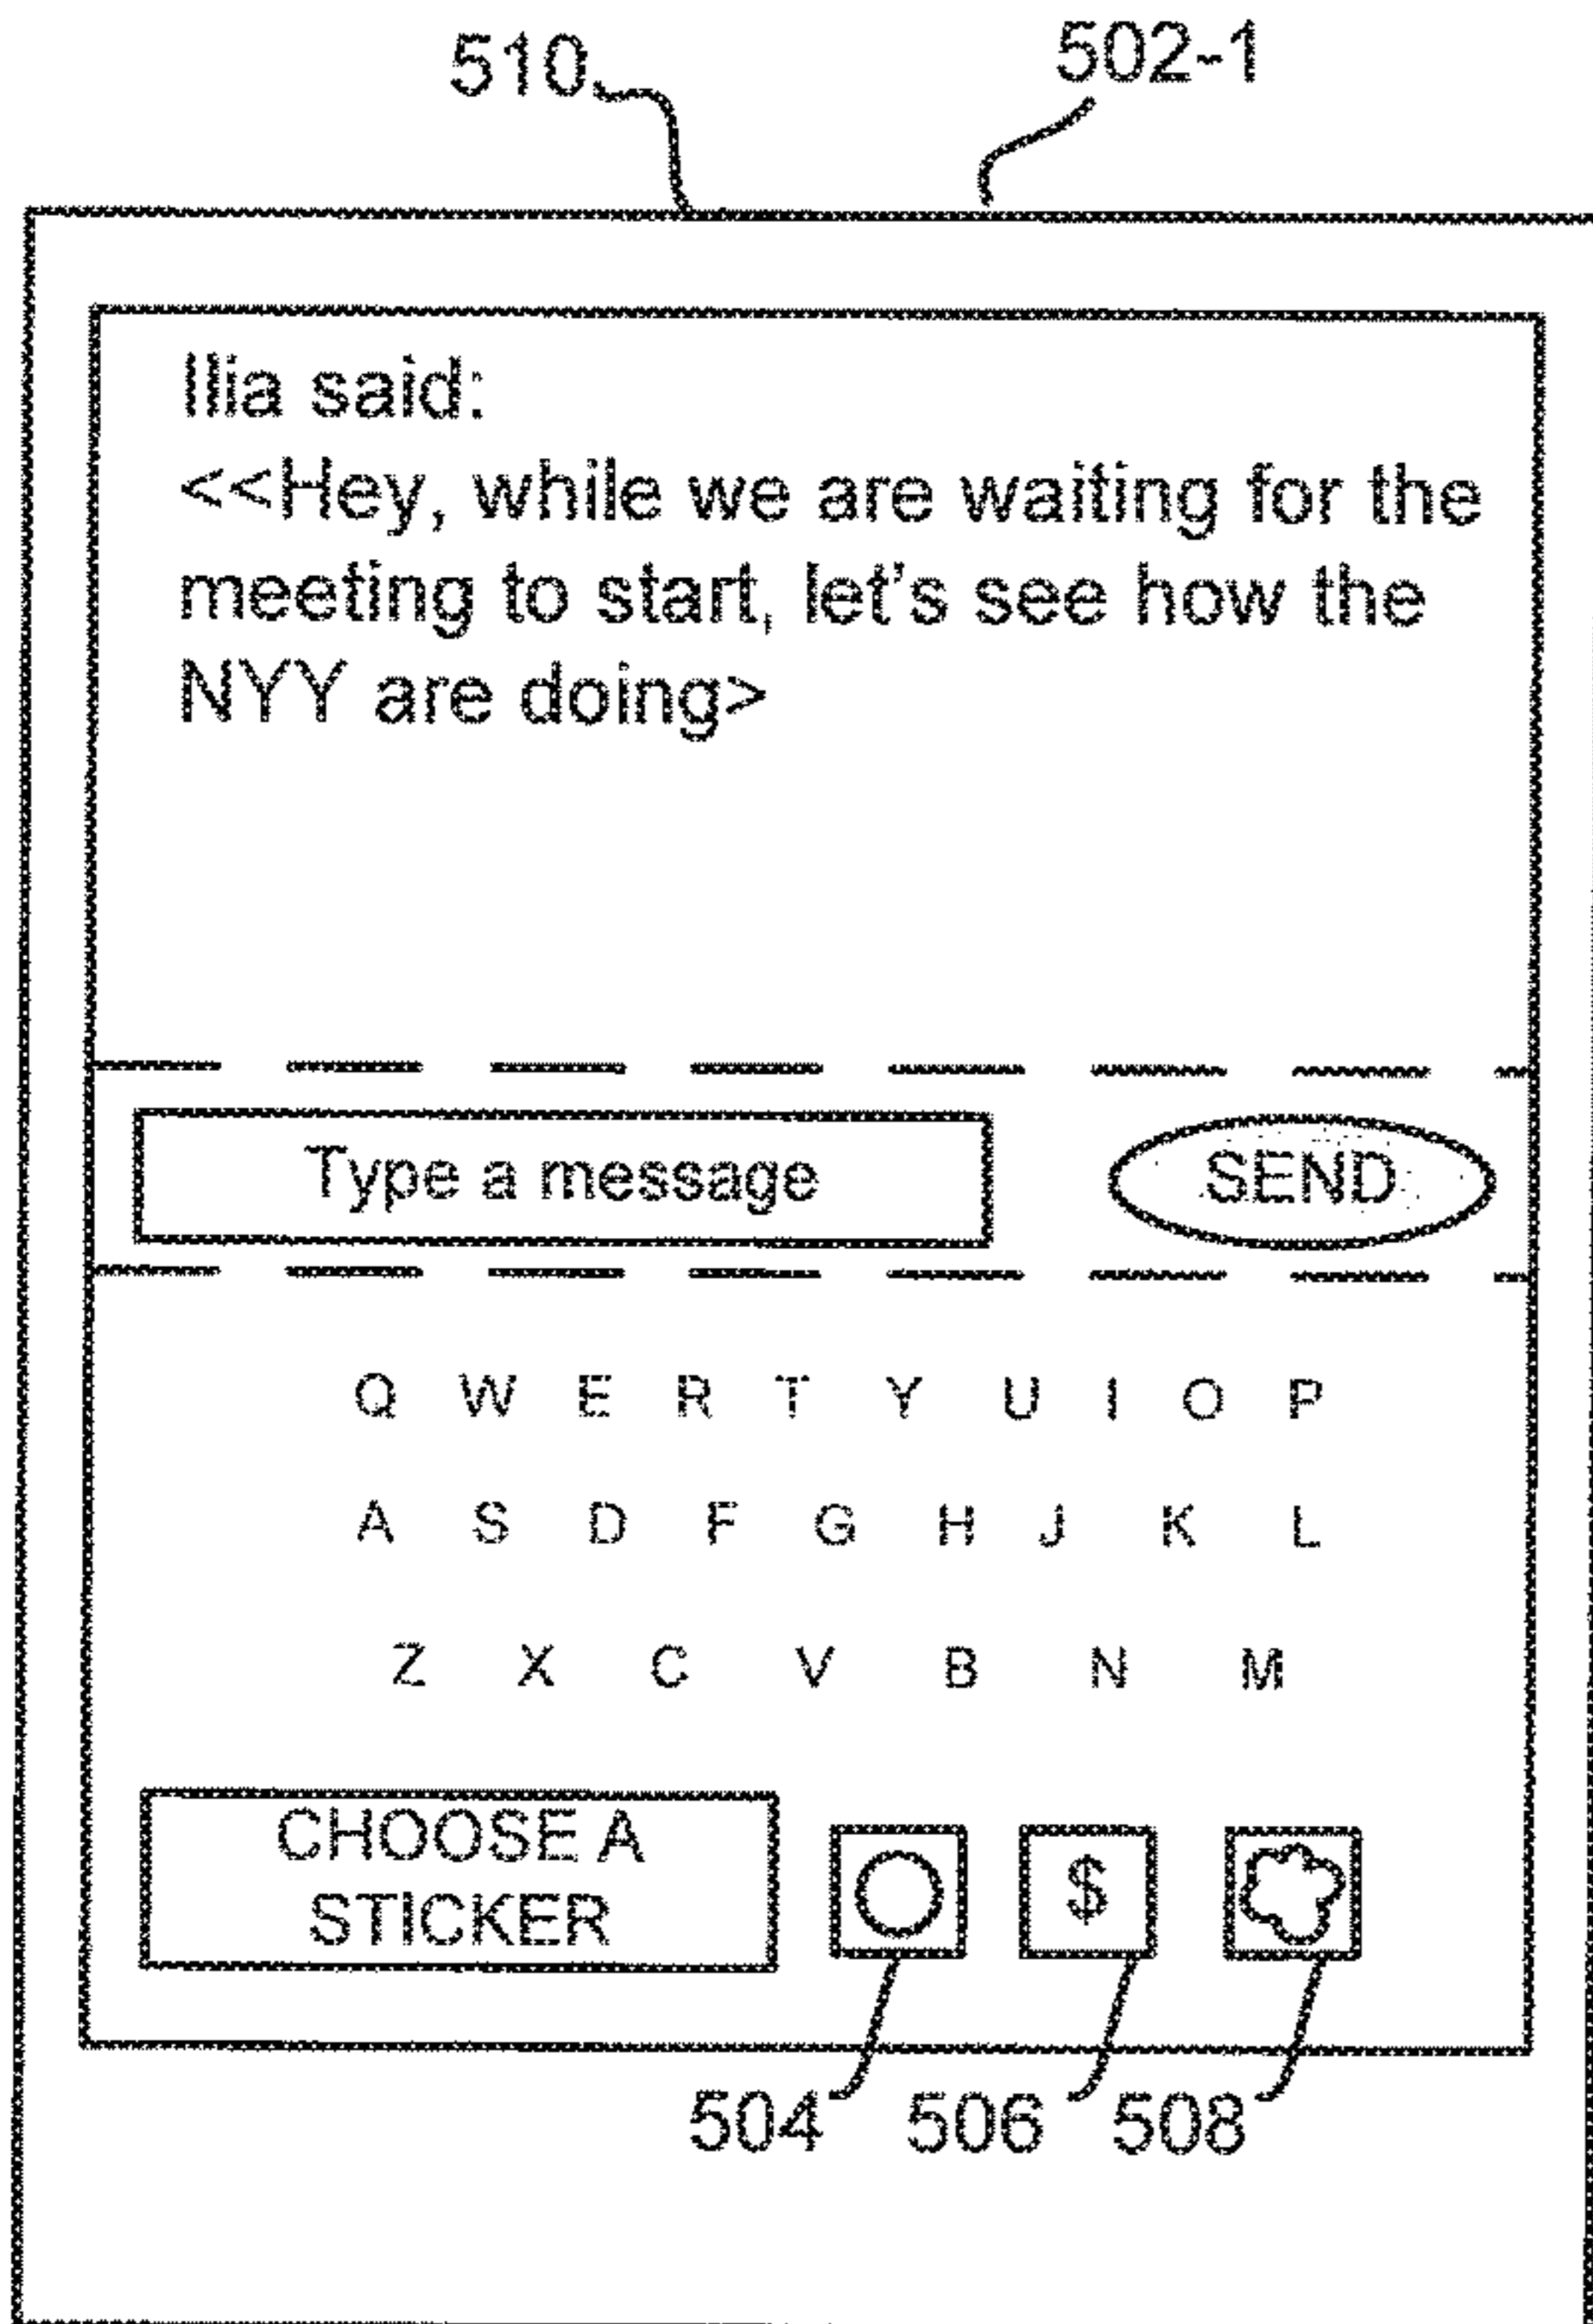 510 502-1
Ilia said:
<<Hey, while we are waiting for the
meeting to start, let's see how the
NYY are doing>
Type a message SEND
Q W E R T Y U I O P
A S D F G H J K L
Z X C V B N M
CHOOSE A
STICKER
$
504 506 508